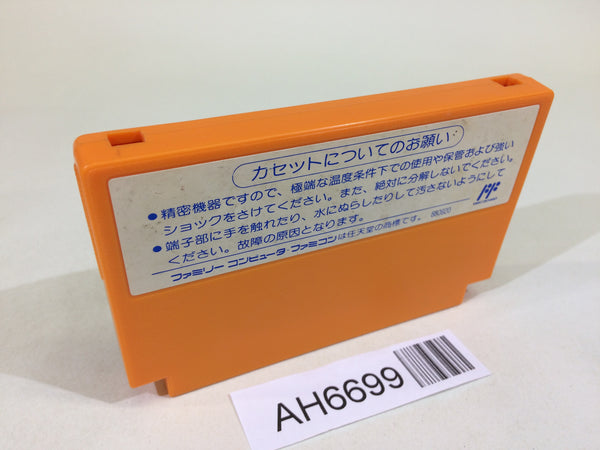 カセットについてのお願い
●精密機器ですので、極端な温度条件下での使用や保管および強い
ショックをさけてください。また、絶対に分解しないでください。
●端子部に手を触れたり、水にぬらしたりして汚さないようにして
ください。故障の原因となります。
ファミリーコンピュータ・ファミコンは任天堂の商標です。
AH6699